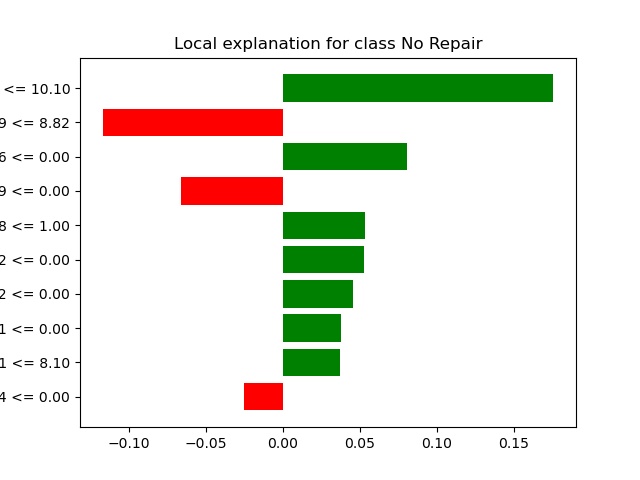 Local explanation for class No Repair
<= 10.10
9 <= 8.82
6 <= 0.00
9 <= 0.00
8 <= 1.00
2 <= 0.00
2 <= 0.00
1 <= 0.00
1 <= 8.10
4 <= 0.00
−0.10 −0.05 0.00 0.05 0.10 0.15